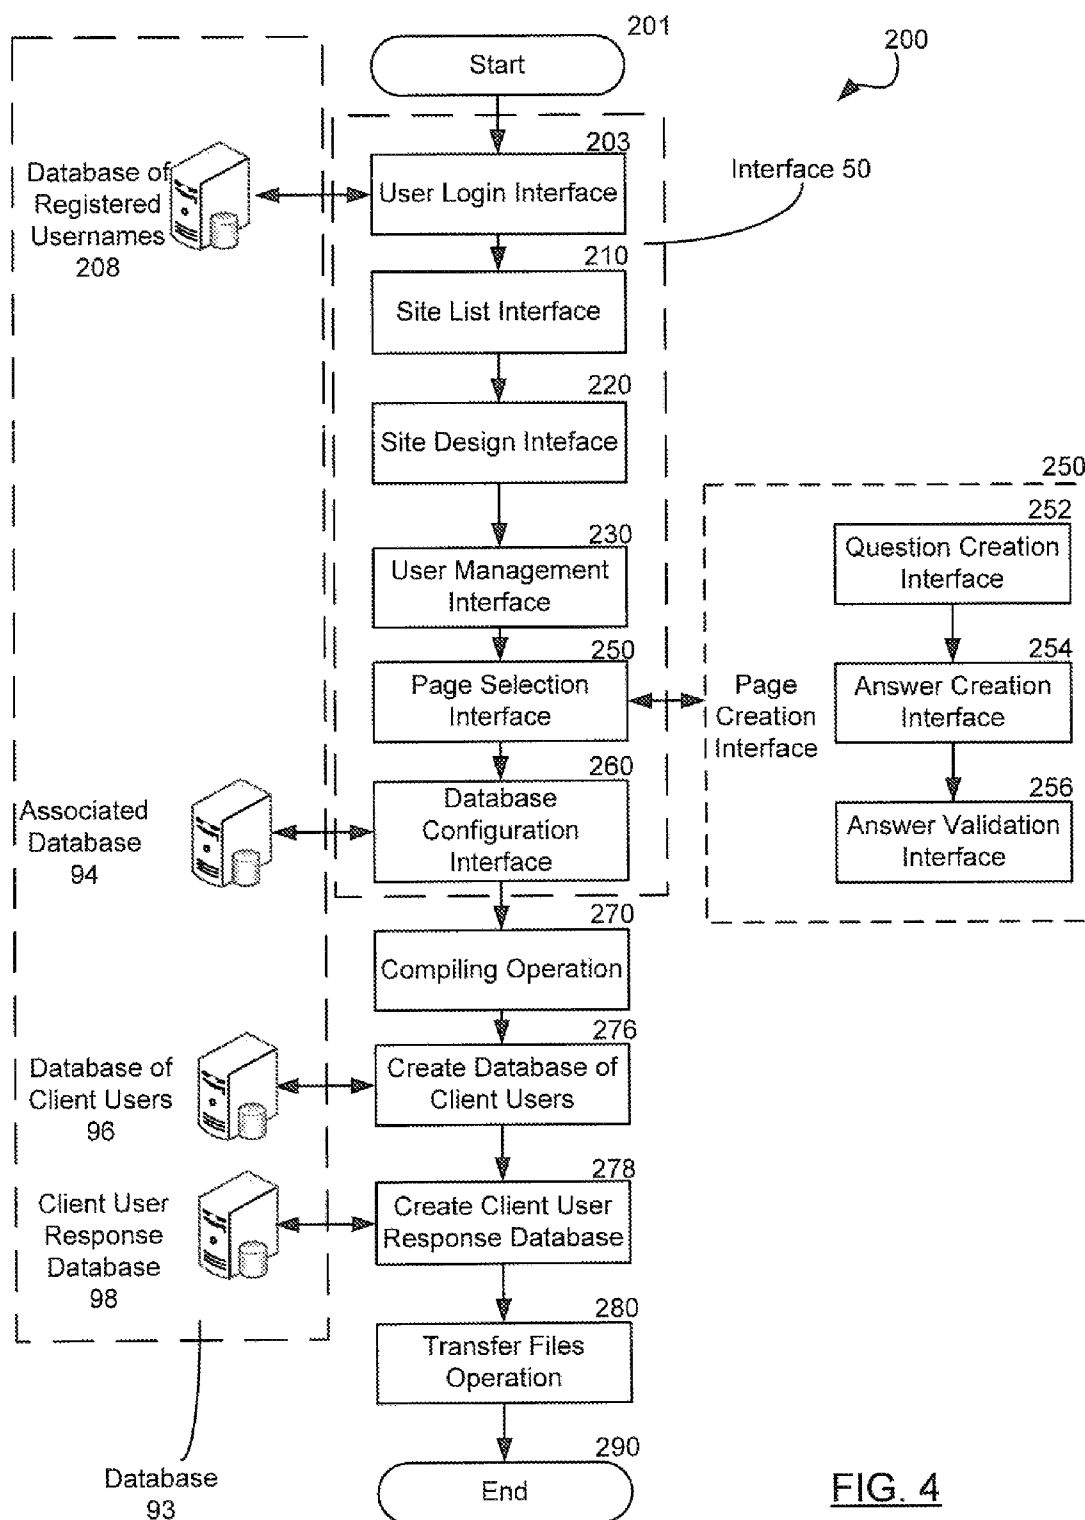 201
Start
200
203
User Login Interface
Interface 50
Database of
Registered
Usernames
208
210
Site List Interface
220
Site Design Inteface
230
User Management
Interface
250
Page Selection
Interface
250
252
Question Creation
Interface
254
Answer Creation
Interface
256
Answer Validation
Interface
Page
Creation
Interface
260
Database
Configuration
Interface
Associated
Database
94
270
Compiling Operation
276
Create Database of
Client Users
Database of
Client Users
96
278
Create Client User
Response Database
Client User
Response
Database
98
280
Transfer Files
Operation
290
End
Database
93
FIG. 4